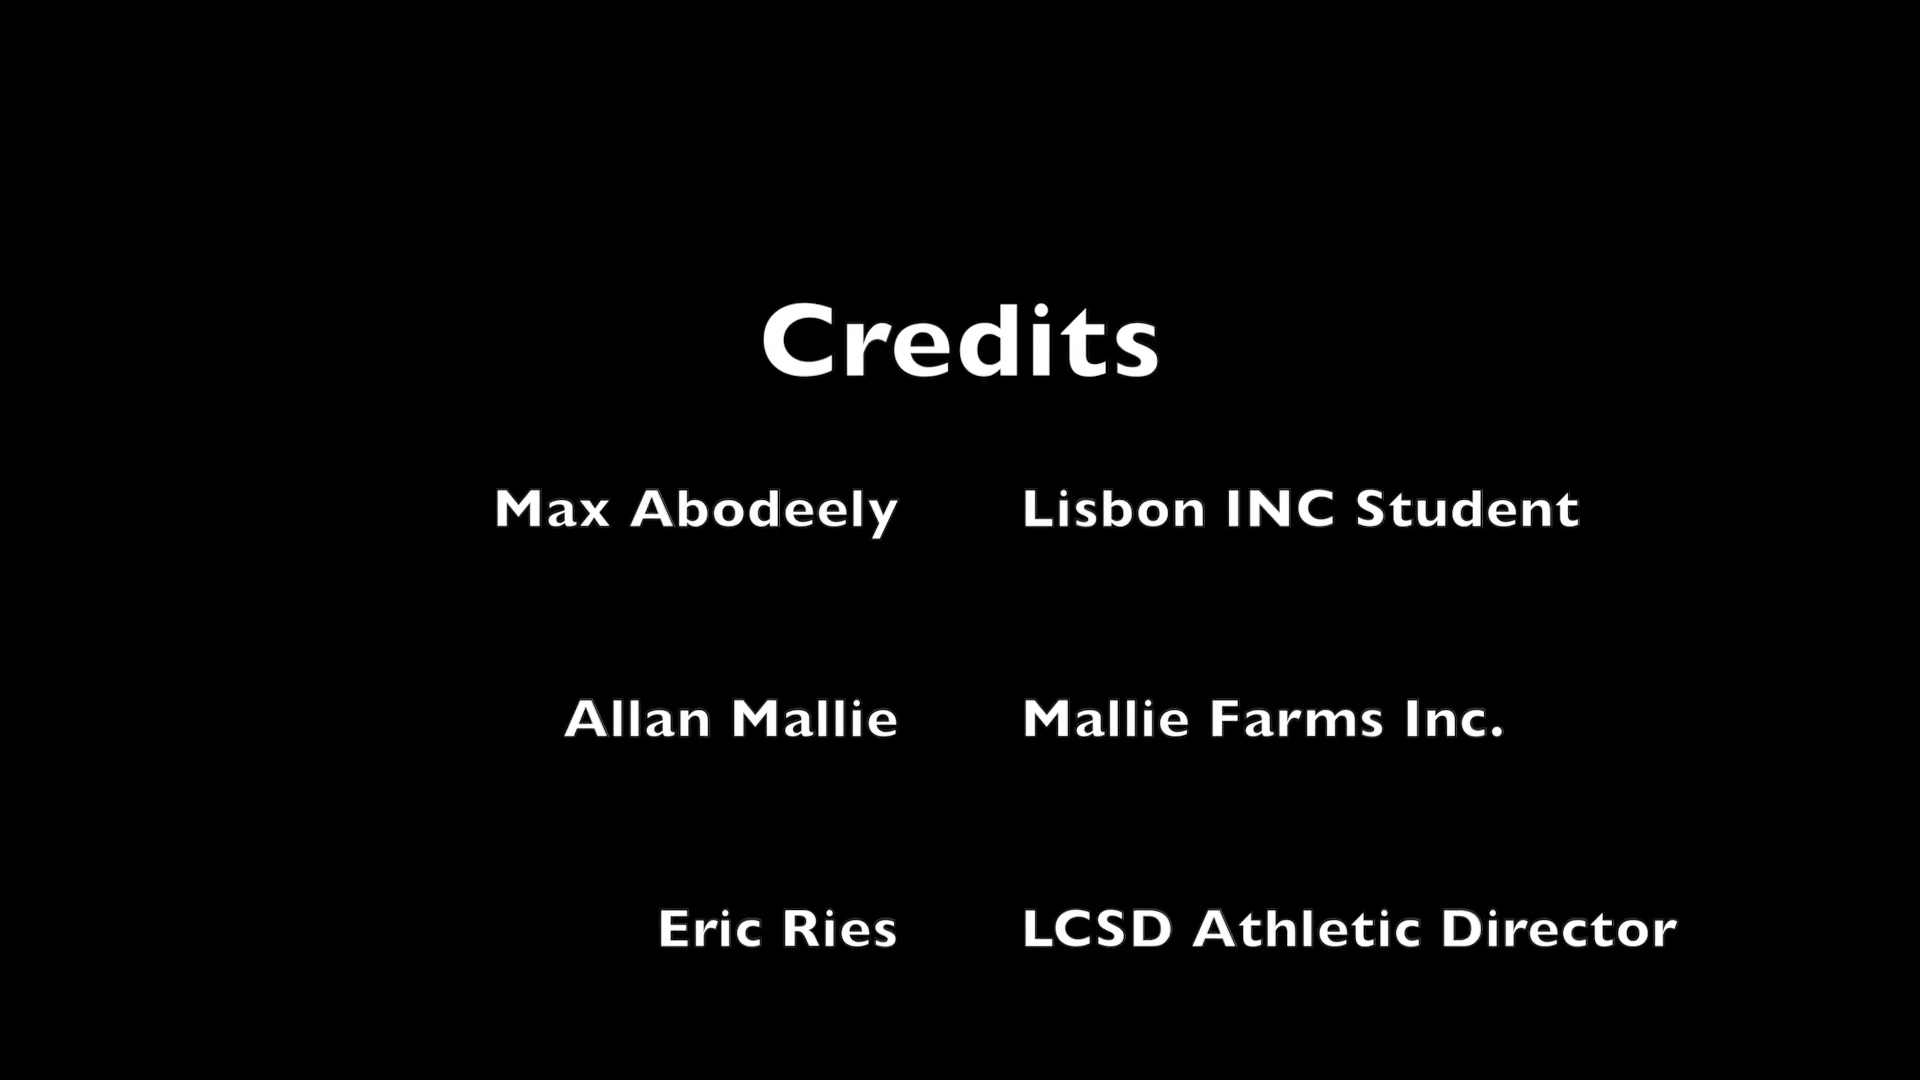 Credits
Max Abodeely Lisbon INC Student
Allan Mallie Mallie Farms Inc.
Eric Ries LCSD Athletic Director